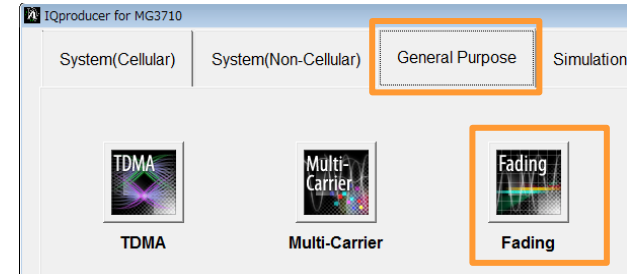 IQproducer for MG3710
System(Cellular) System(Non-Cellular) General Purpose Simulation
TDMA Multi-Carrier Fading
TDMA Multi-Carrier Fading